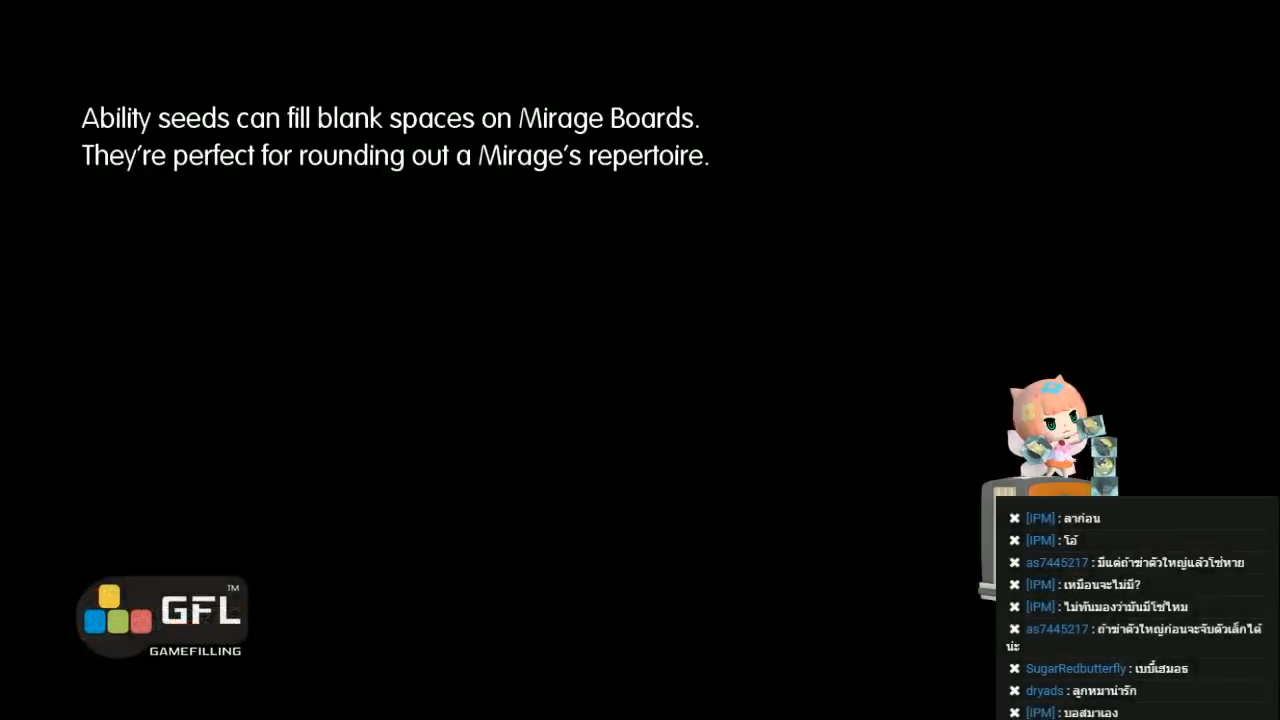 Ability seeds can fill blank spaces on Mirage Boards.
They're perfect for rounding out a Mirage's repertoire.
GFL™
GAMEFILLING
✖ [IPM] : ลาก่อน
✖ [IPM] : โอ้
✖ as7445217 : มีแต่ถ้าฆ่าตัวใหญ่แล้วโซ่หาย
✖ [IPM] : เหมือนจะไม่มี?
✖ [IPM] : ไม่ทันมองว่ามันมีโซ่ไหม
✖ as7445217 : ถ้าฆ่าตัวใหญ่ก่อนจะจับตัวเล็กได้
น่ะ
✖ SugarRedbutterfly : เบบี้เฮมอธ
✖ dryads : ลูกหมาน่ารัก
✖ [IPM] : บอสมาเอง